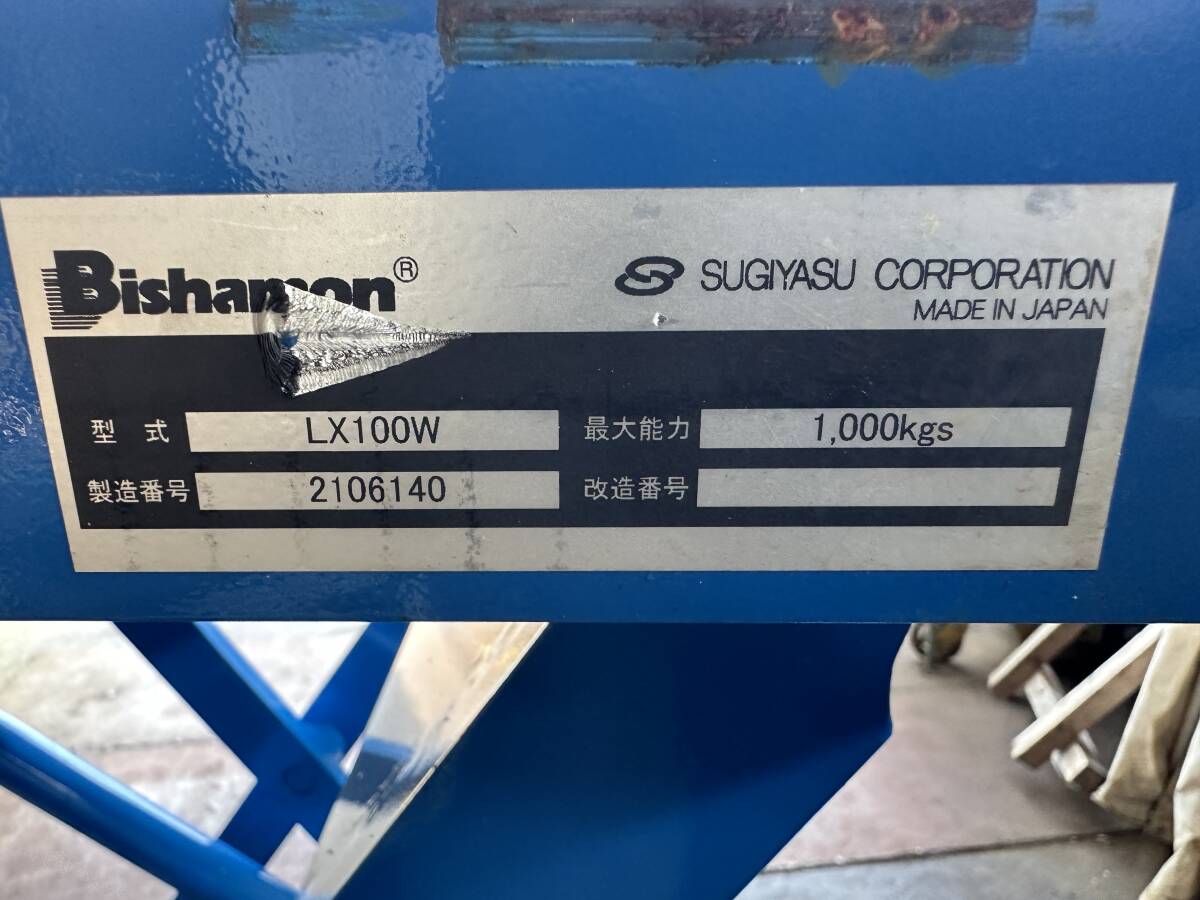 Bishamon®
SUGIYASU CORPORATION
MADE IN JAPAN
型式 LX100W 最大能力 1,000kgs
製造番号 2106140 改造番号